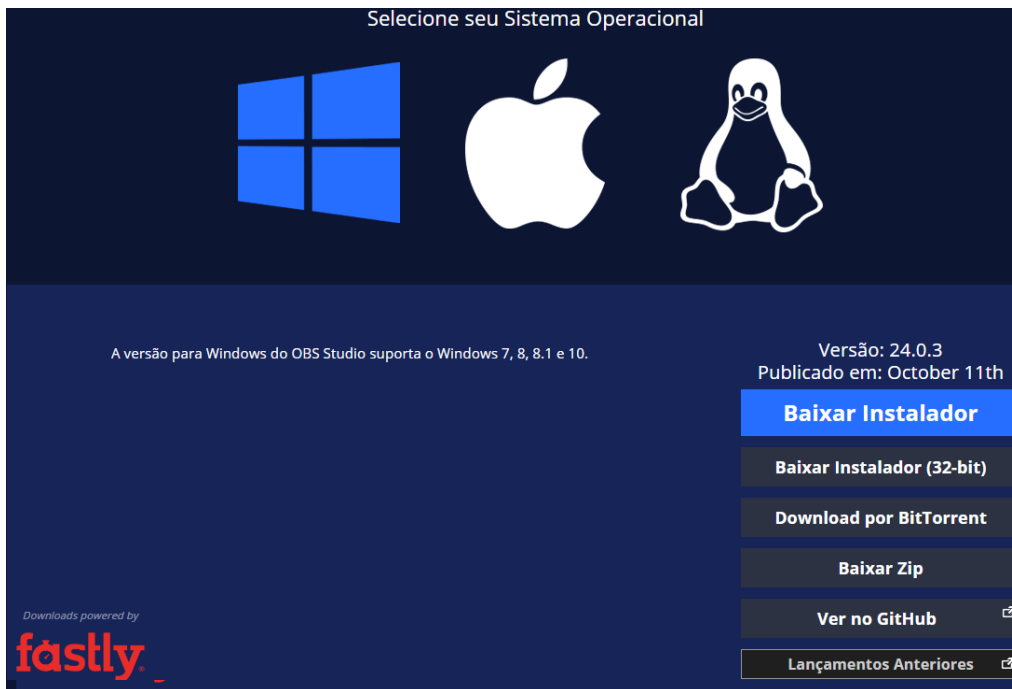 Selecione seu Sistema Operacional
A versão para Windows do OBS Studio suporta o Windows 7, 8, 8.1 e 10.
Versão: 24.0.3
Publicado em: October 11th
Baixar Instalador
Baixar Instalador (32-bit)
Download por BitTorrent
Baixar Zip
Ver no GitHub
Lançamentos Anteriores
Downloads powered by
fastly